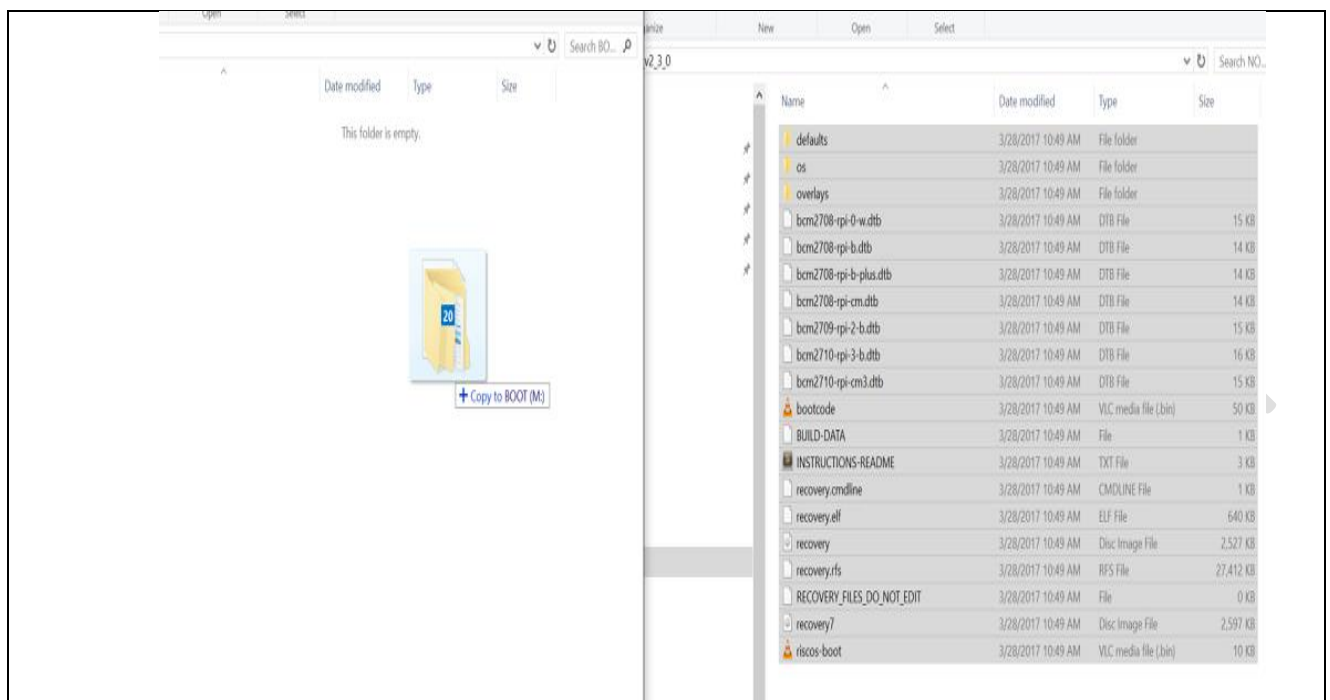 Open Select
Search BO...
Date modified Type Size
This folder is empty.
20
Copy to BOOT (M:)
anize New Open Select
v2_3_0 Search NO...
Name Date modified Type Size
defaults 3/28/2017 10:49 AM File folder
os 3/28/2017 10:49 AM File folder
overlays 3/28/2017 10:49 AM File folder
bcm2708-rpi-0-w.dtb 3/28/2017 10:49 AM DTB File 15 KB
bcm2708-rpi-b.dtb 3/28/2017 10:49 AM DTB File 14 KB
bcm2708-rpi-b-plus.dtb 3/28/2017 10:49 AM DTB File 14 KB
bcm2708-rpi-cm.dtb 3/28/2017 10:49 AM DTB File 14 KB
bcm2709-rpi-2-b.dtb 3/28/2017 10:49 AM DTB File 15 KB
bcm2710-rpi-3-b.dtb 3/28/2017 10:49 AM DTB File 16 KB
bcm2710-rpi-cm3.dtb 3/28/2017 10:49 AM DTB File 15 KB
bootcode 3/28/2017 10:49 AM VLC media file (.bin) 50 KB
BUILD-DATA 3/28/2017 10:49 AM File 1 KB
INSTRUCTIONS-README 3/28/2017 10:49 AM TXT File 3 KB
recovery.cmdline 3/28/2017 10:49 AM CMDLINE File 1 KB
recovery.elf 3/28/2017 10:49 AM ELF File 640 KB
recovery 3/28/2017 10:49 AM Disc Image File 2,527 KB
recovery.rfs 3/28/2017 10:49 AM RFS File 27,412 KB
RECOVERY_FILES_DO_NOT_EDIT 3/28/2017 10:49 AM File 0 KB
recovery7 3/28/2017 10:49 AM Disc Image File 2,597 KB
riscos-boot 3/28/2017 10:49 AM VLC media file (.bin) 10 KB